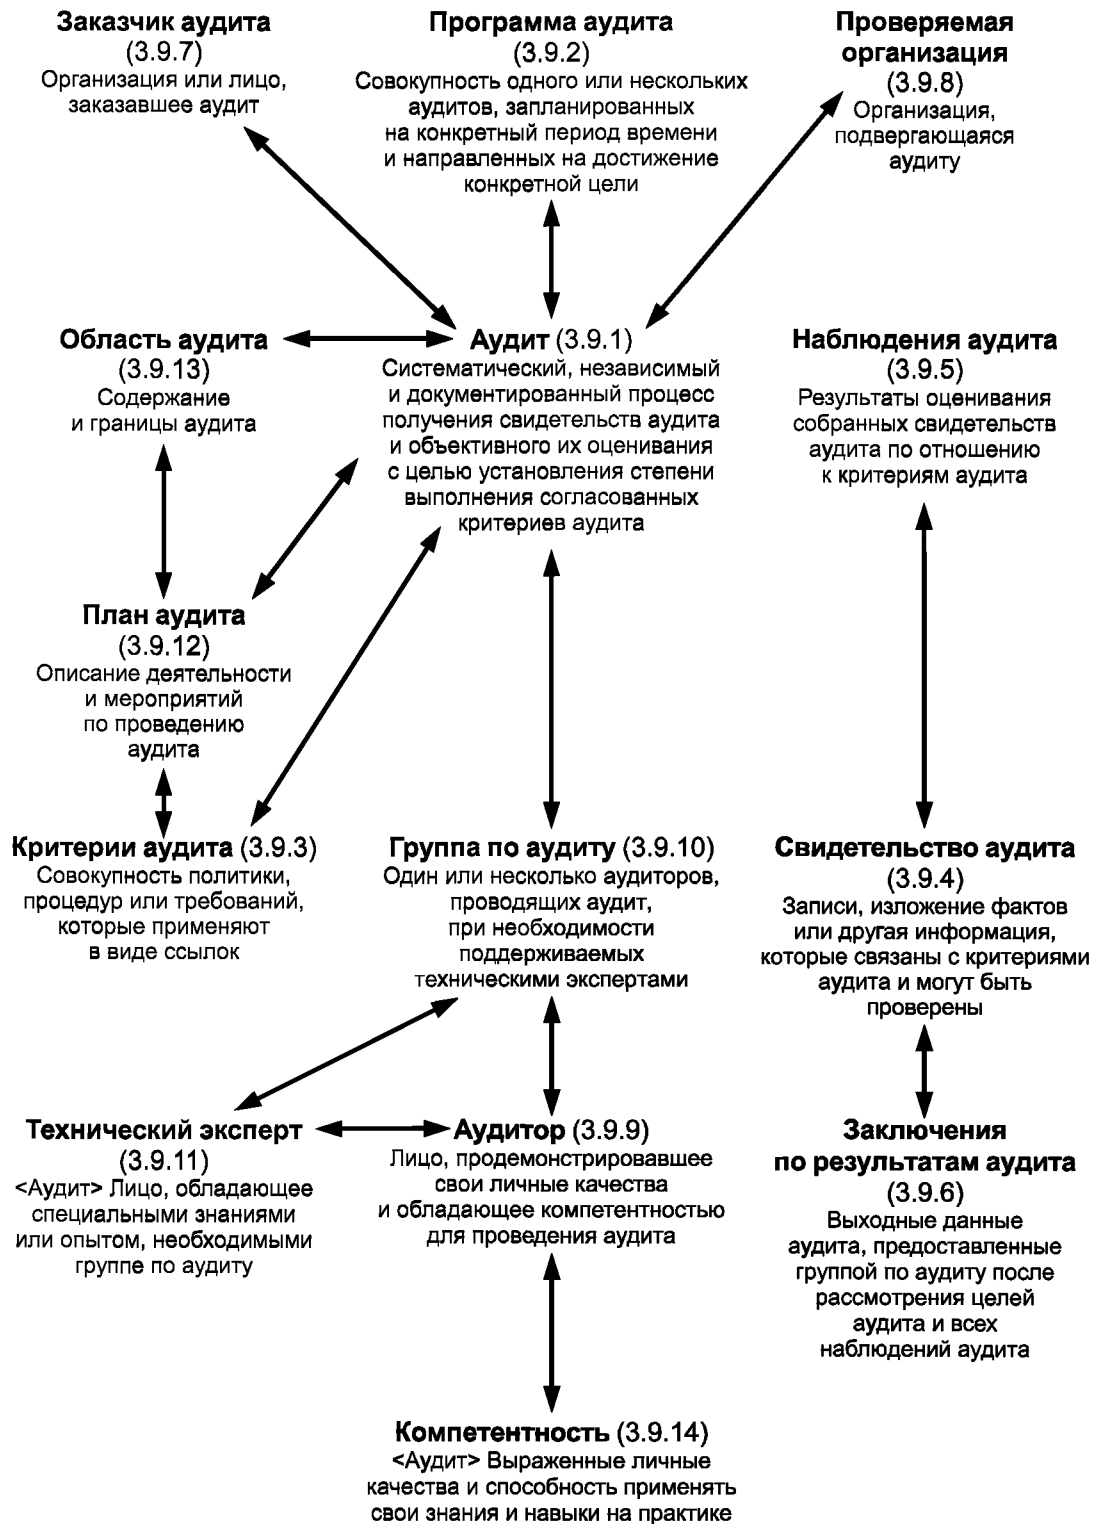 Заказчик аудита
(3.9.7)
Организация или лицо,
заказавшее аудит
Программа аудита
(3.9.2)
Совокупность одного или нескольких
аудитов, запланированных
на конкретный период времени
и направленных на достижение
конкретной цели
Проверяемая
организация
(3.9.8)
Организация,
подвергающаяся
аудиту
Область аудита
(3.9.13)
Содержание
и границы аудита
Аудит (3.9.1)
Систематический, независимый
и документированный процесс
получения свидетельств аудита
и объективного их оценивания
с целью установления степени
выполнения согласованных
критериев аудита
Наблюдения аудита
(3.9.5)
Результаты оценивания
собранных свидетельств
аудита по отношению
к критериям аудита
План аудита
(3.9.12)
Описание деятельности
и мероприятий
по проведению
аудита
Критерии аудита (3.9.3)
Совокупность политики,
процедур или требований,
которые применяют
в виде ссылок
Группа по аудиту (3.9.10)
Один или несколько аудиторов,
проводящих аудит,
при необходимости
поддерживаемых
техническими экспертами
Свидетельство аудита
(3.9.4)
Записи, изложение фактов
или другая информация,
которые связаны с критериями
аудита и могут быть
проверены
Технический эксперт
(3.9.11)
<Аудит> Лицо, обладающее
специальными знаниями
или опытом, необходимыми
группе по аудиту
Аудитор (3.9.9)
Лицо, продемонстрировавшее
свои личные качества
и обладающее компетентностью
для проведения аудита
Заключения
по результатам аудита
(3.9.6)
Выходные данные
аудита, предоставленные
группой по аудиту после
рассмотрения целей
аудита и всех
наблюдений аудита
Компетентность (3.9.14)
<Аудит> Выраженные личные
качества и способность применять
свои знания и навыки на практике